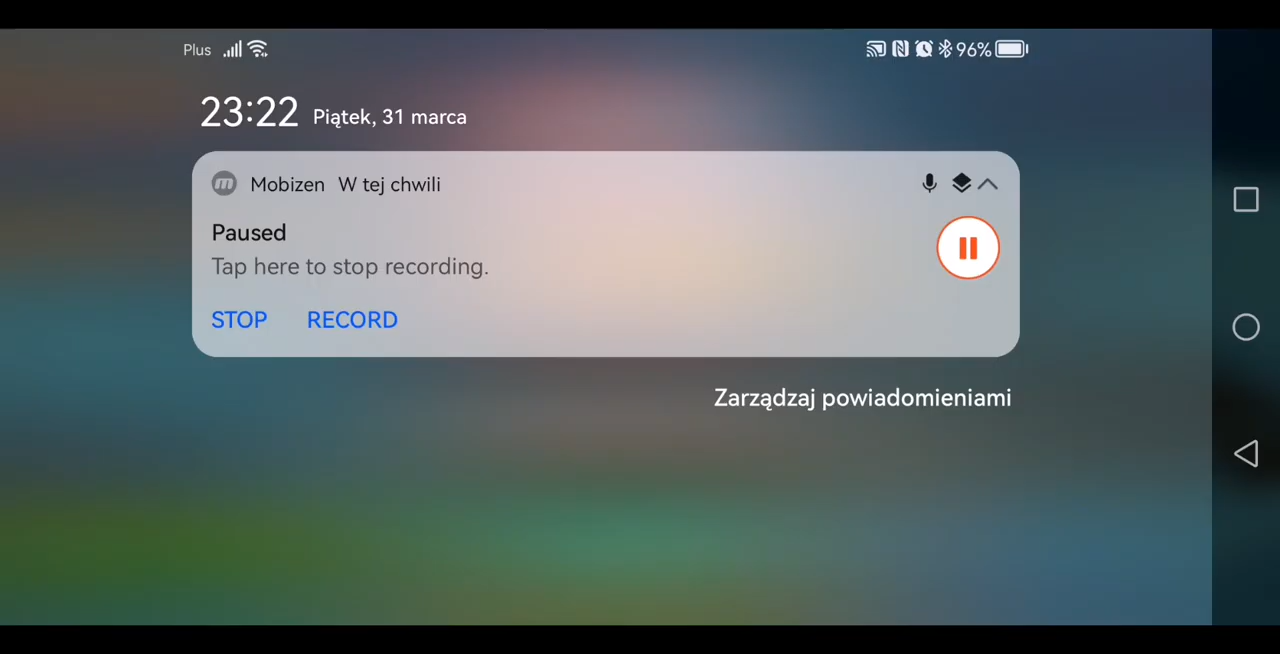 Plus 96%
23:22 Piątek, 31 marca
m Mobizen W tej chwili
Paused
Tap here to stop recording.
STOP RECORD
Zarządzaj powiadomieniami